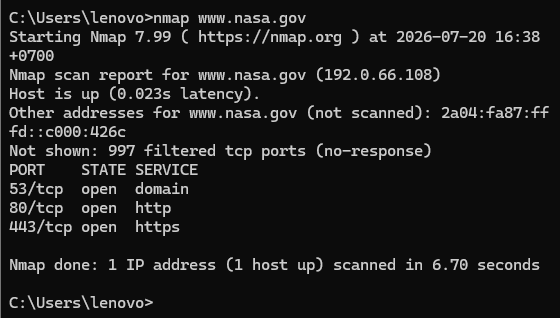 C:\Users\lenovo>nmap www.nasa.gov
Starting Nmap 7.99 ( https://nmap.org ) at 2026-07-20 16:38
+0700
Nmap scan report for www.nasa.gov (192.0.66.108)
Host is up (0.023s latency).
Other addresses for www.nasa.gov (not scanned): 2a04:fa87:ff
fd::c000:426c
Not shown: 997 filtered tcp ports (no-response)
PORT    STATE SERVICE
53/tcp  open  domain
80/tcp  open  http
443/tcp open  https
Nmap done: 1 IP address (1 host up) scanned in 6.70 seconds
C:\Users\lenovo>